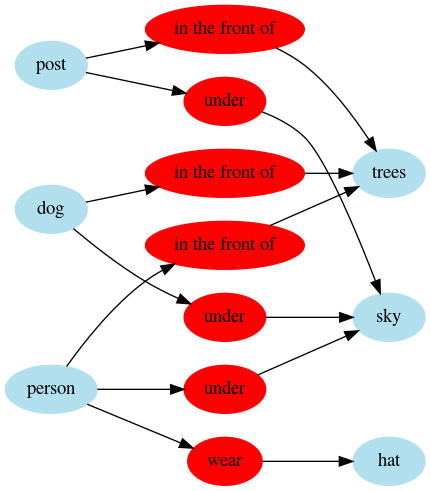 in the front of
post
under
in the front of
trees
dog
in the front of
under
sky
person
under
wear
hat